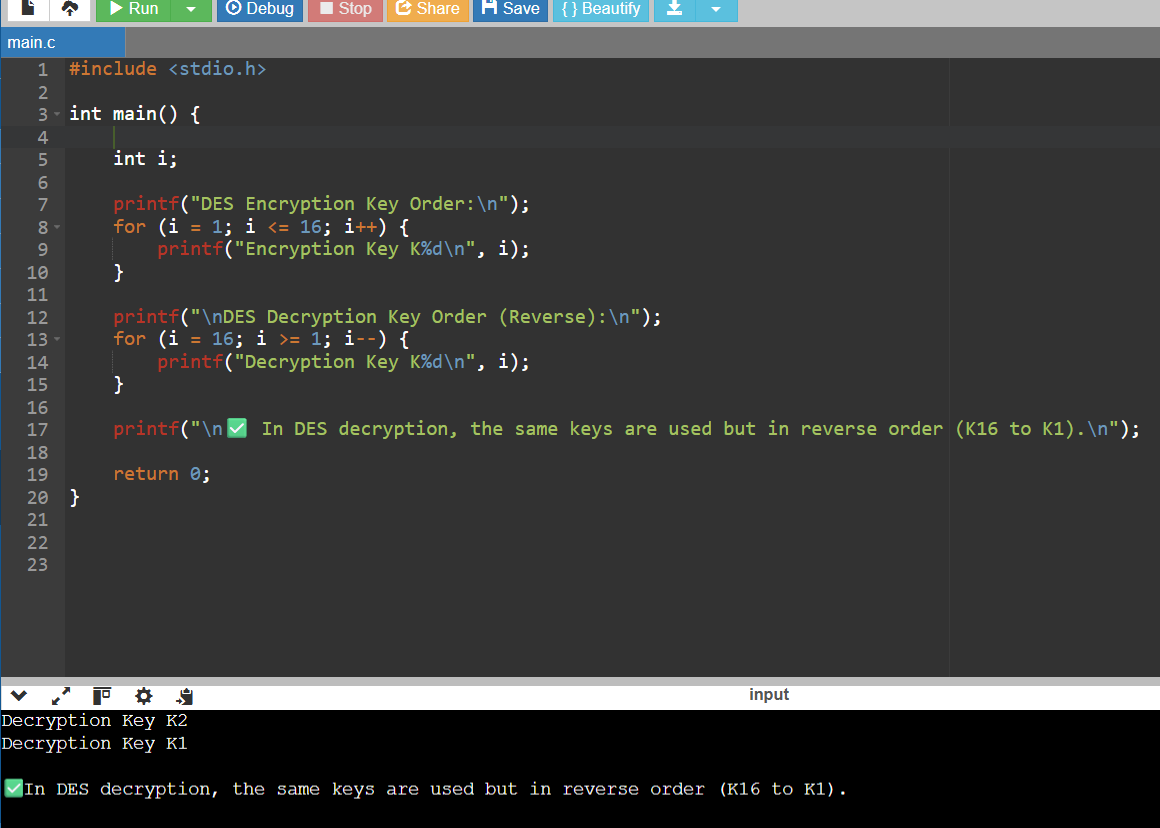 Run Debug Stop Share Save { } Beautify
main.c
1 #include <stdio.h>
2
3 int main() {
4
5     int i;
6
7     printf("DES Encryption Key Order:\n");
8     for (i = 1; i <= 16; i++) {
9         printf("Encryption Key K%d\n", i);
10     }
11
12     printf("\nDES Decryption Key Order (Reverse):\n");
13     for (i = 16; i >= 1; i--) {
14         printf("Decryption Key K%d\n", i);
15     }
16
17     printf("\n✅ In DES decryption, the same keys are used but in reverse order (K16 to K1).\n");
18
19     return 0;
20 }
21
22
23
input
Decryption Key K2
Decryption Key K1
✅In DES decryption, the same keys are used but in reverse order (K16 to K1).